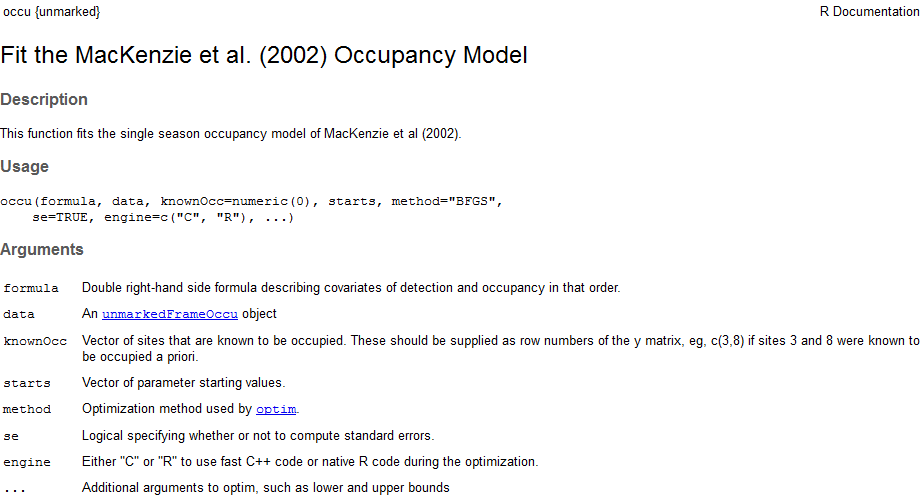 occu {unmarked} R Documentation
Fit the MacKenzie et al. (2002) Occupancy Model
Description
This function fits the single season occupancy model of MacKenzie et al (2002).
Usage
occu(formula, data, knownOcc=numeric(0), starts, method="BFGS",
    se=TRUE, engine=c("C", "R"), ...)
Arguments
formula Double right-hand side formula describing covariates of detection and occupancy in that order.
data An unmarkedFrameOccu object
knownOcc Vector of sites that are known to be occupied. These should be supplied as row numbers of the y matrix, eg, c(3,8) if sites 3 and 8 were known to
be occupied a priori.
starts Vector of parameter starting values.
method Optimization method used by optim.
se Logical specifying whether or not to compute standard errors.
engine Either "C" or "R" to use fast C++ code or native R code during the optimization.
... Additional arguments to optim, such as lower and upper bounds